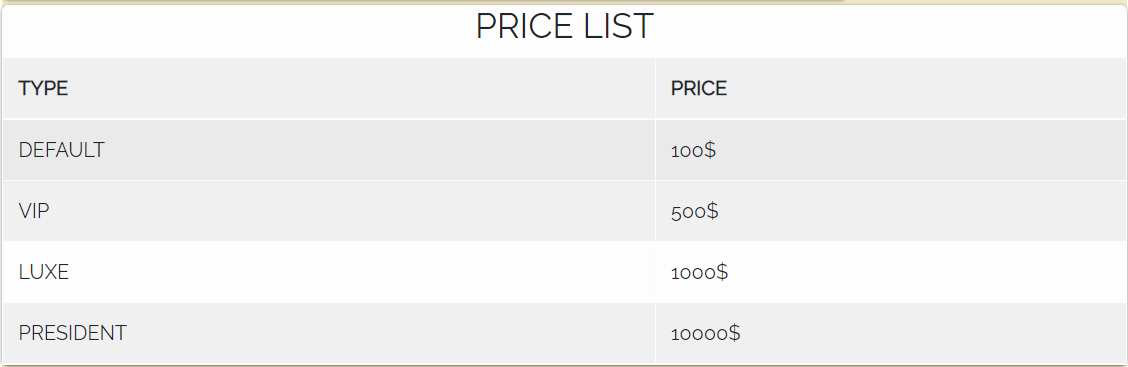 PRICE LIST
TYPE PRICE
DEFAULT 100$
VIP 500$
LUXE 1000$
PRESIDENT 10000$